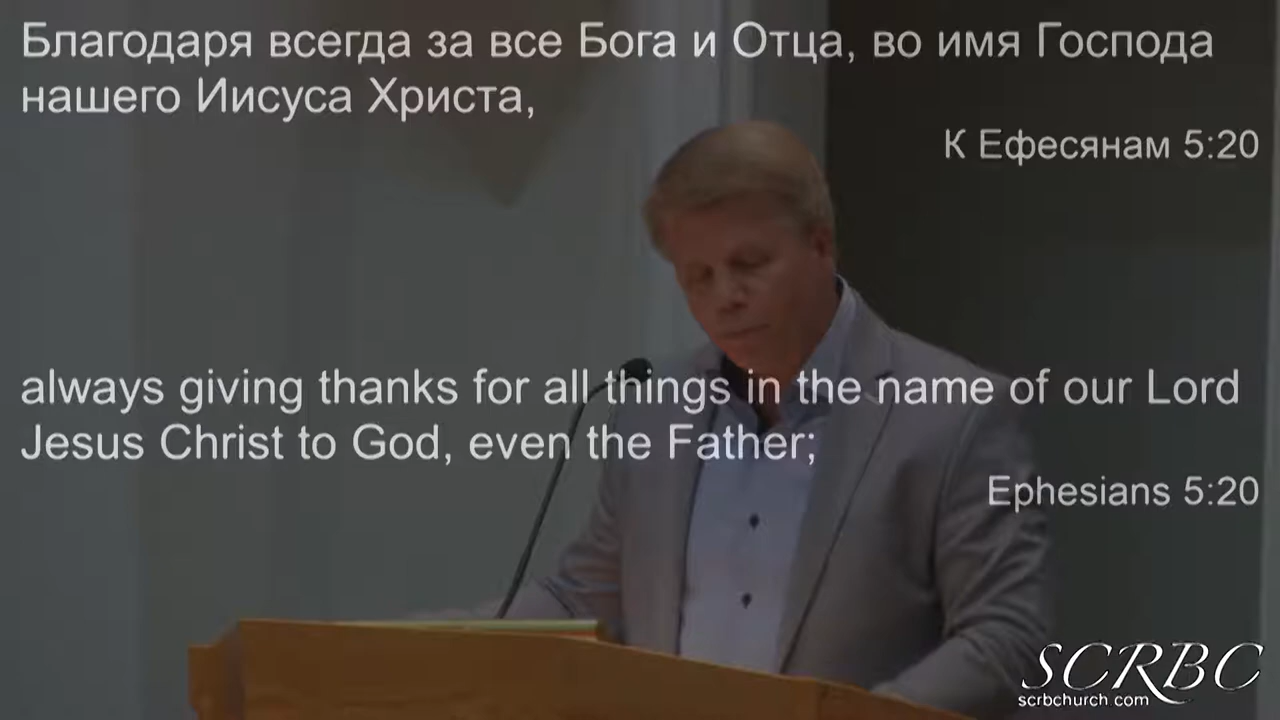 Благодаря всегда за все Бога и Отца, во имя Господа
нашего Иисуса Христа,
К Ефесянам 5:20
always giving thanks for all things in the name of our Lord
Jesus Christ to God, even the Father;
Ephesians 5:20
SCRBC
scrbchurch.com